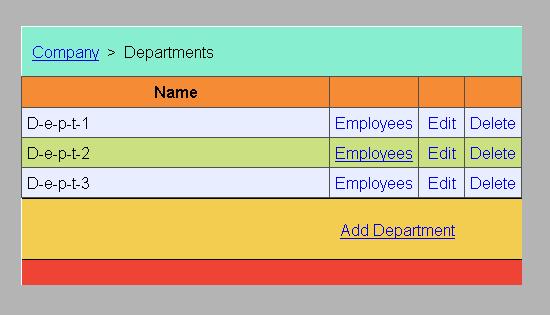 Company > Departments
Name
D-e-p-t-1 Employees Edit Delete
D-e-p-t-2 Employees Edit Delete
D-e-p-t-3 Employees Edit Delete
Add Department